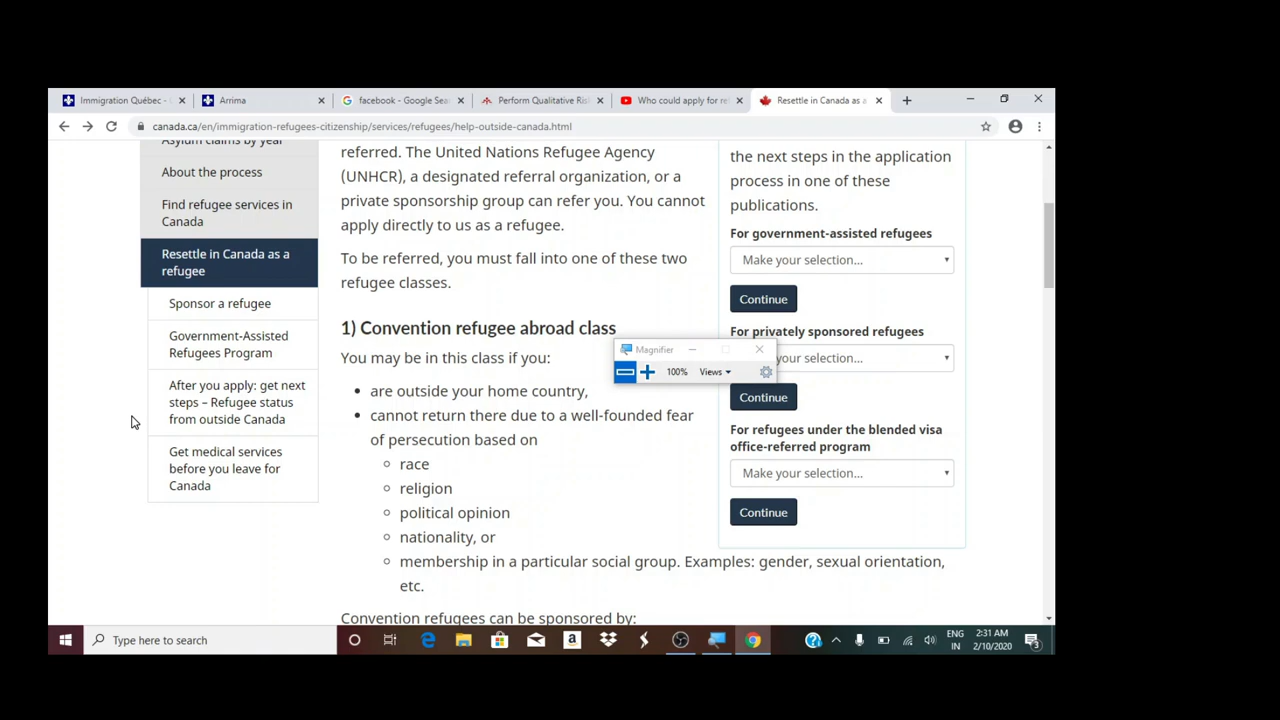 Immigration Québec - 
Arrima
facebook - Google Sea
Perform Qualitative Ris
Who could apply for re
Resettle in Canada as a
canada.ca/en/immigration-refugees-citizenship/services/refugees/help-outside-canada.html
Asylum claims by year
About the process
Find refugee services in
Canada
Resettle in Canada as a
refugee
Sponsor a refugee
Government-Assisted
Refugees Program
After you apply: get next
steps – Refugee status
from outside Canada
Get medical services
before you leave for
Canada
referred. The United Nations Refugee Agency
(UNHCR), a designated referral organization, or a
private sponsorship group can refer you. You cannot
apply directly to us as a refugee.
To be referred, you must fall into one of these two
refugee classes.
1) Convention refugee abroad class
You may be in this class if you:
are outside your home country,
cannot return there due to a well-founded fear
of persecution based on
race
religion
political opinion
nationality, or
membership in a particular social group. Examples: gender, sexual orientation,
etc.
Convention refugees can be sponsored by:
the next steps in the application
process in one of these
publications.
For government-assisted refugees
Make your selection...
Continue
For privately sponsored refugees
your selection...
Continue
For refugees under the blended visa
office-referred program
Make your selection...
Continue
Magnifier
100%
Views
Type here to search
ENG
IN
2:31 AM
2/10/2020
3